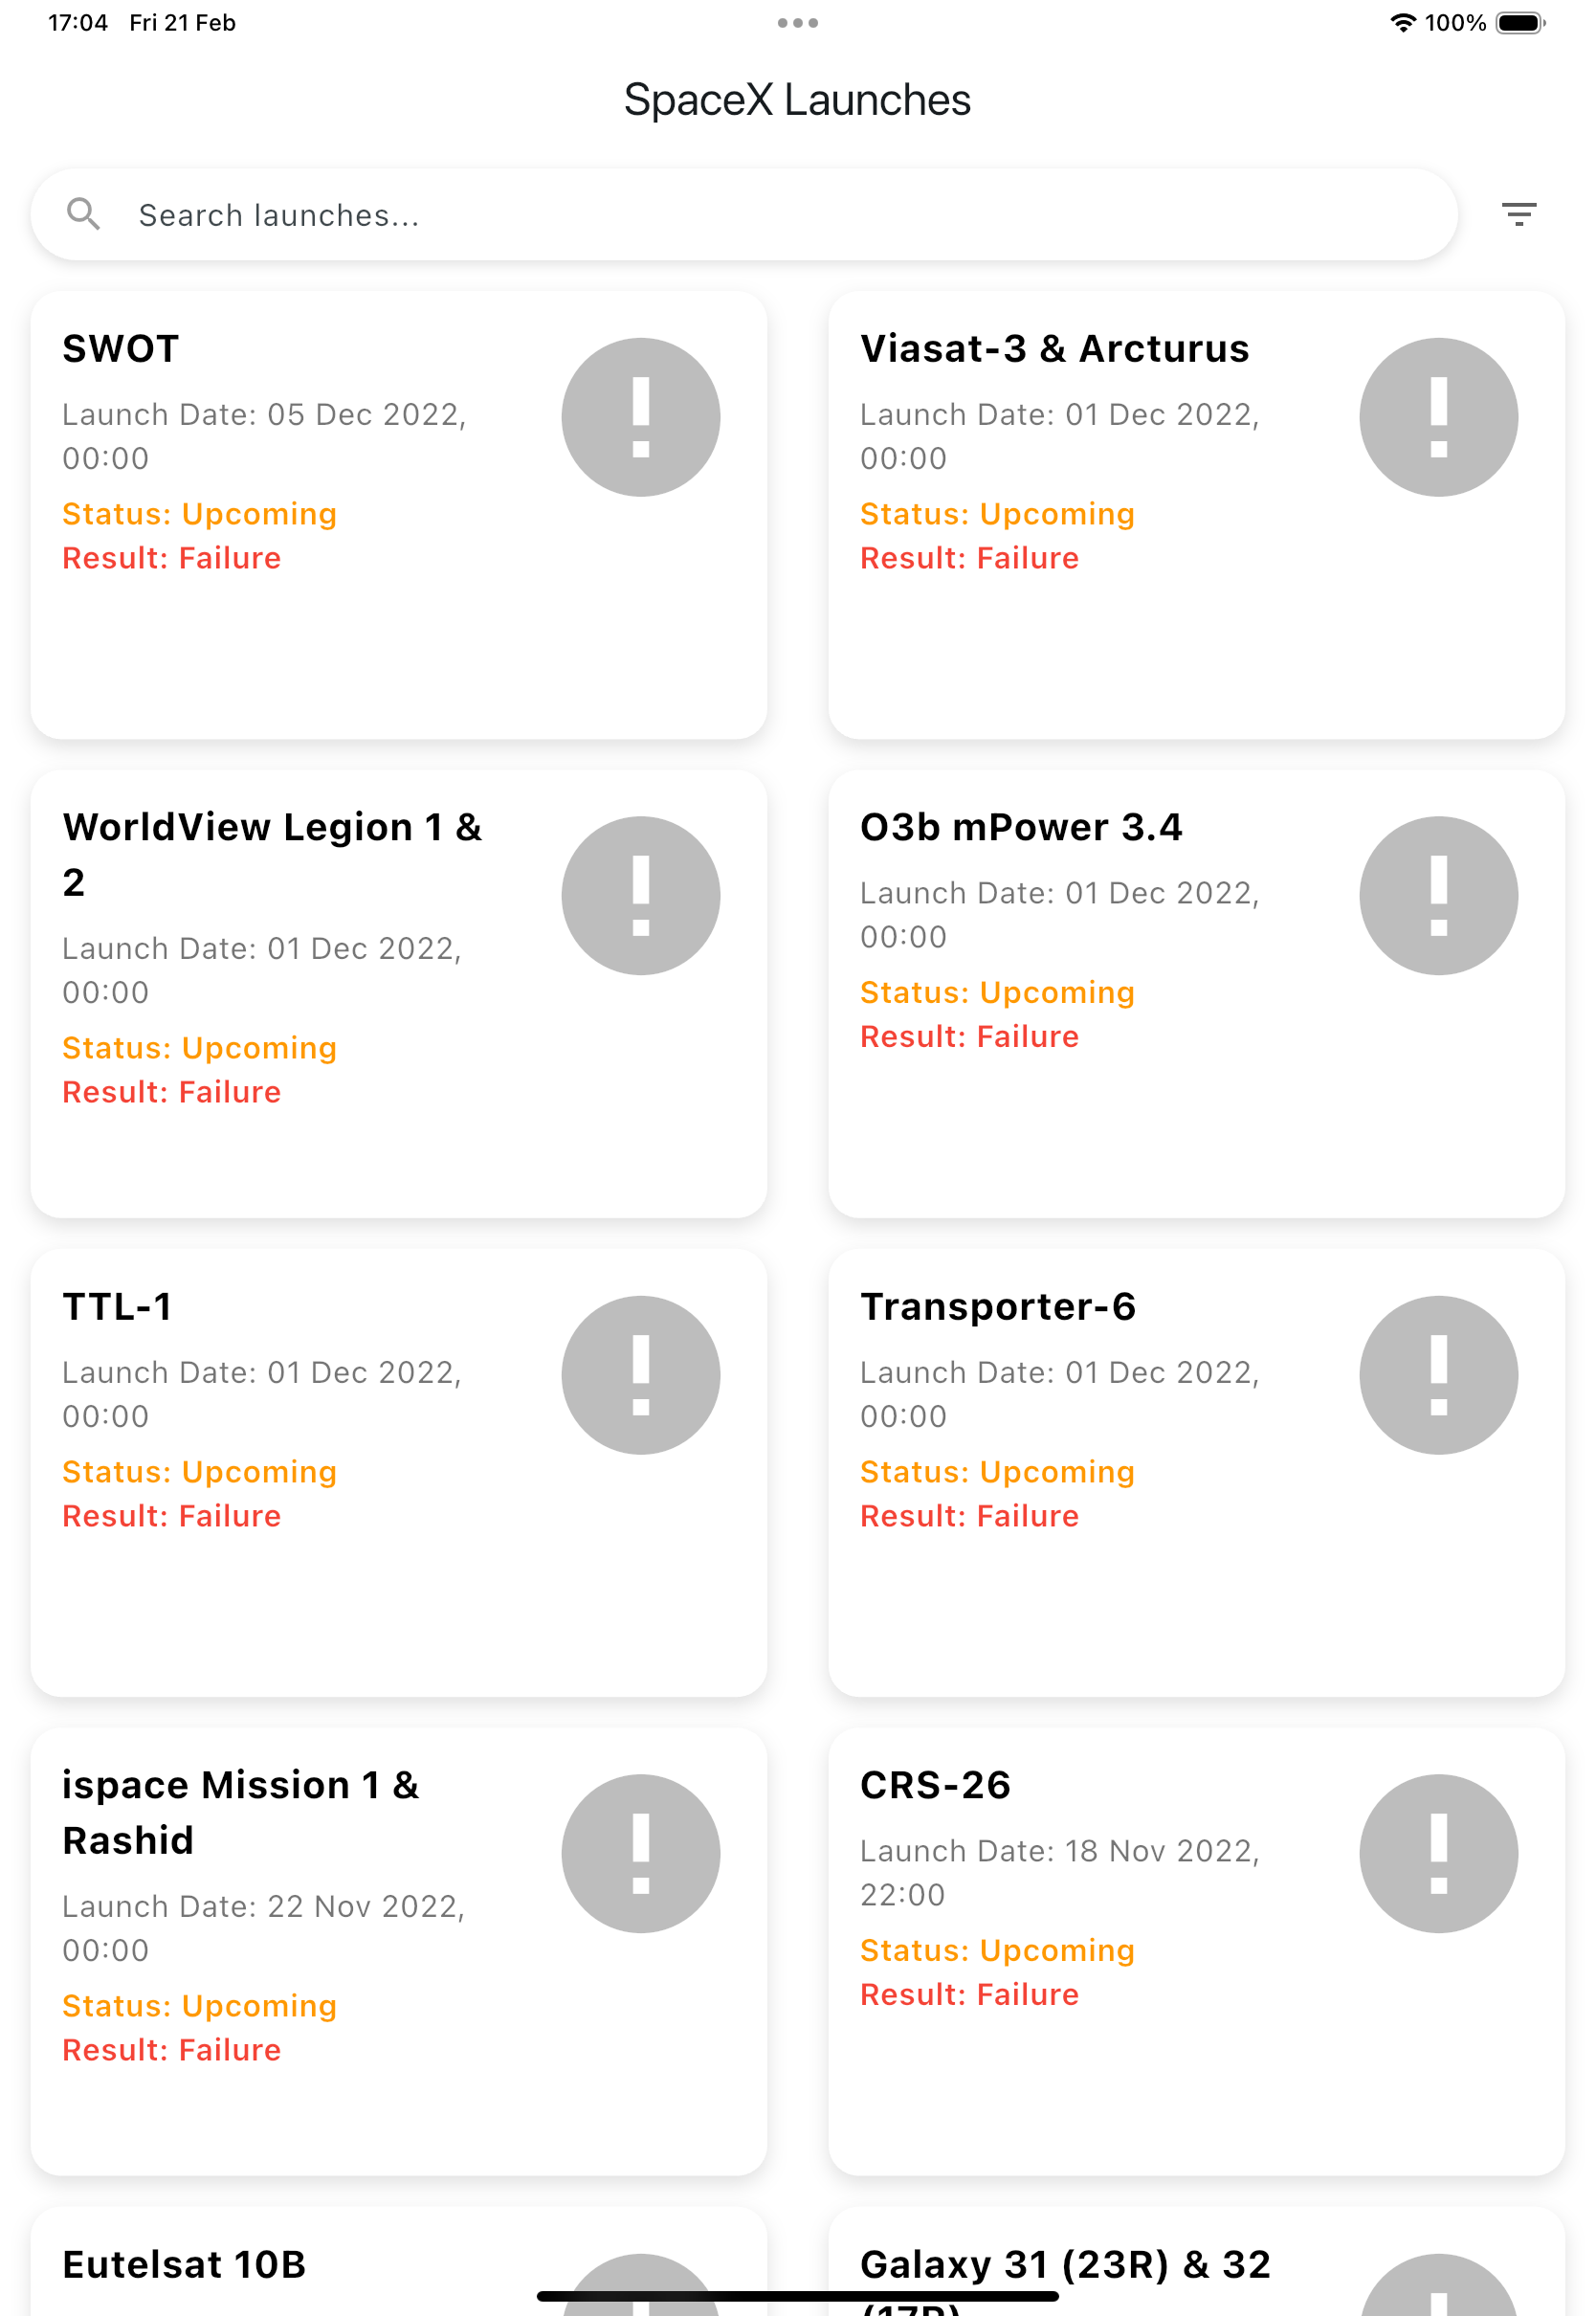 17:04 Fri 21 Feb
100%
SpaceX Launches
Search launches...
SWOT
Launch Date: 05 Dec 2022,
00:00
Status: Upcoming
Result: Failure
Viasat-3 & Arcturus
Launch Date: 01 Dec 2022,
00:00
Status: Upcoming
Result: Failure
WorldView Legion 1 &
2
Launch Date: 01 Dec 2022,
00:00
Status: Upcoming
Result: Failure
O3b mPower 3.4
Launch Date: 01 Dec 2022,
00:00
Status: Upcoming
Result: Failure
TTL-1
Launch Date: 01 Dec 2022,
00:00
Status: Upcoming
Result: Failure
Transporter-6
Launch Date: 01 Dec 2022,
00:00
Status: Upcoming
Result: Failure
ispace Mission 1 &
Rashid
Launch Date: 22 Nov 2022,
00:00
Status: Upcoming
Result: Failure
CRS-26
Launch Date: 18 Nov 2022,
22:00
Status: Upcoming
Result: Failure
Eutelsat 10B
Galaxy 31 (23R) & 32